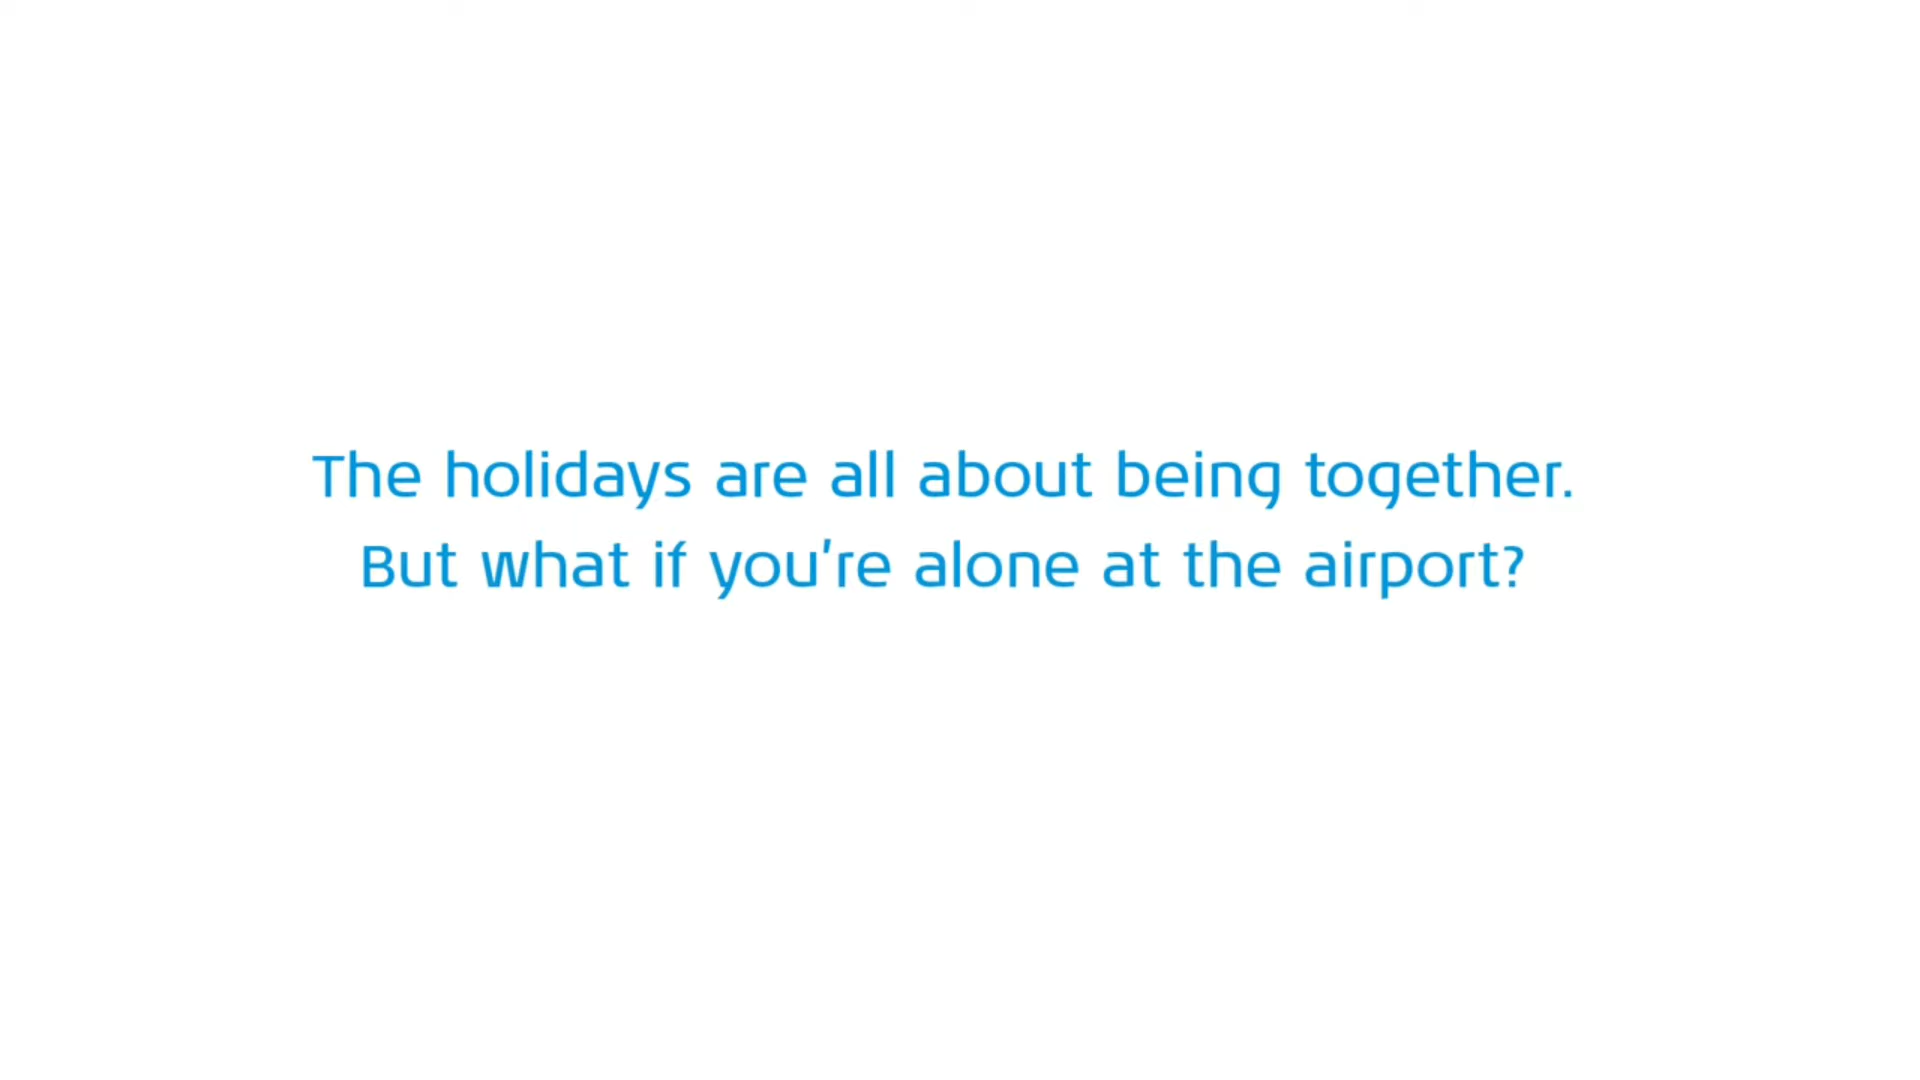 The holidays are all about being together.
But what if you're alone at the airport?